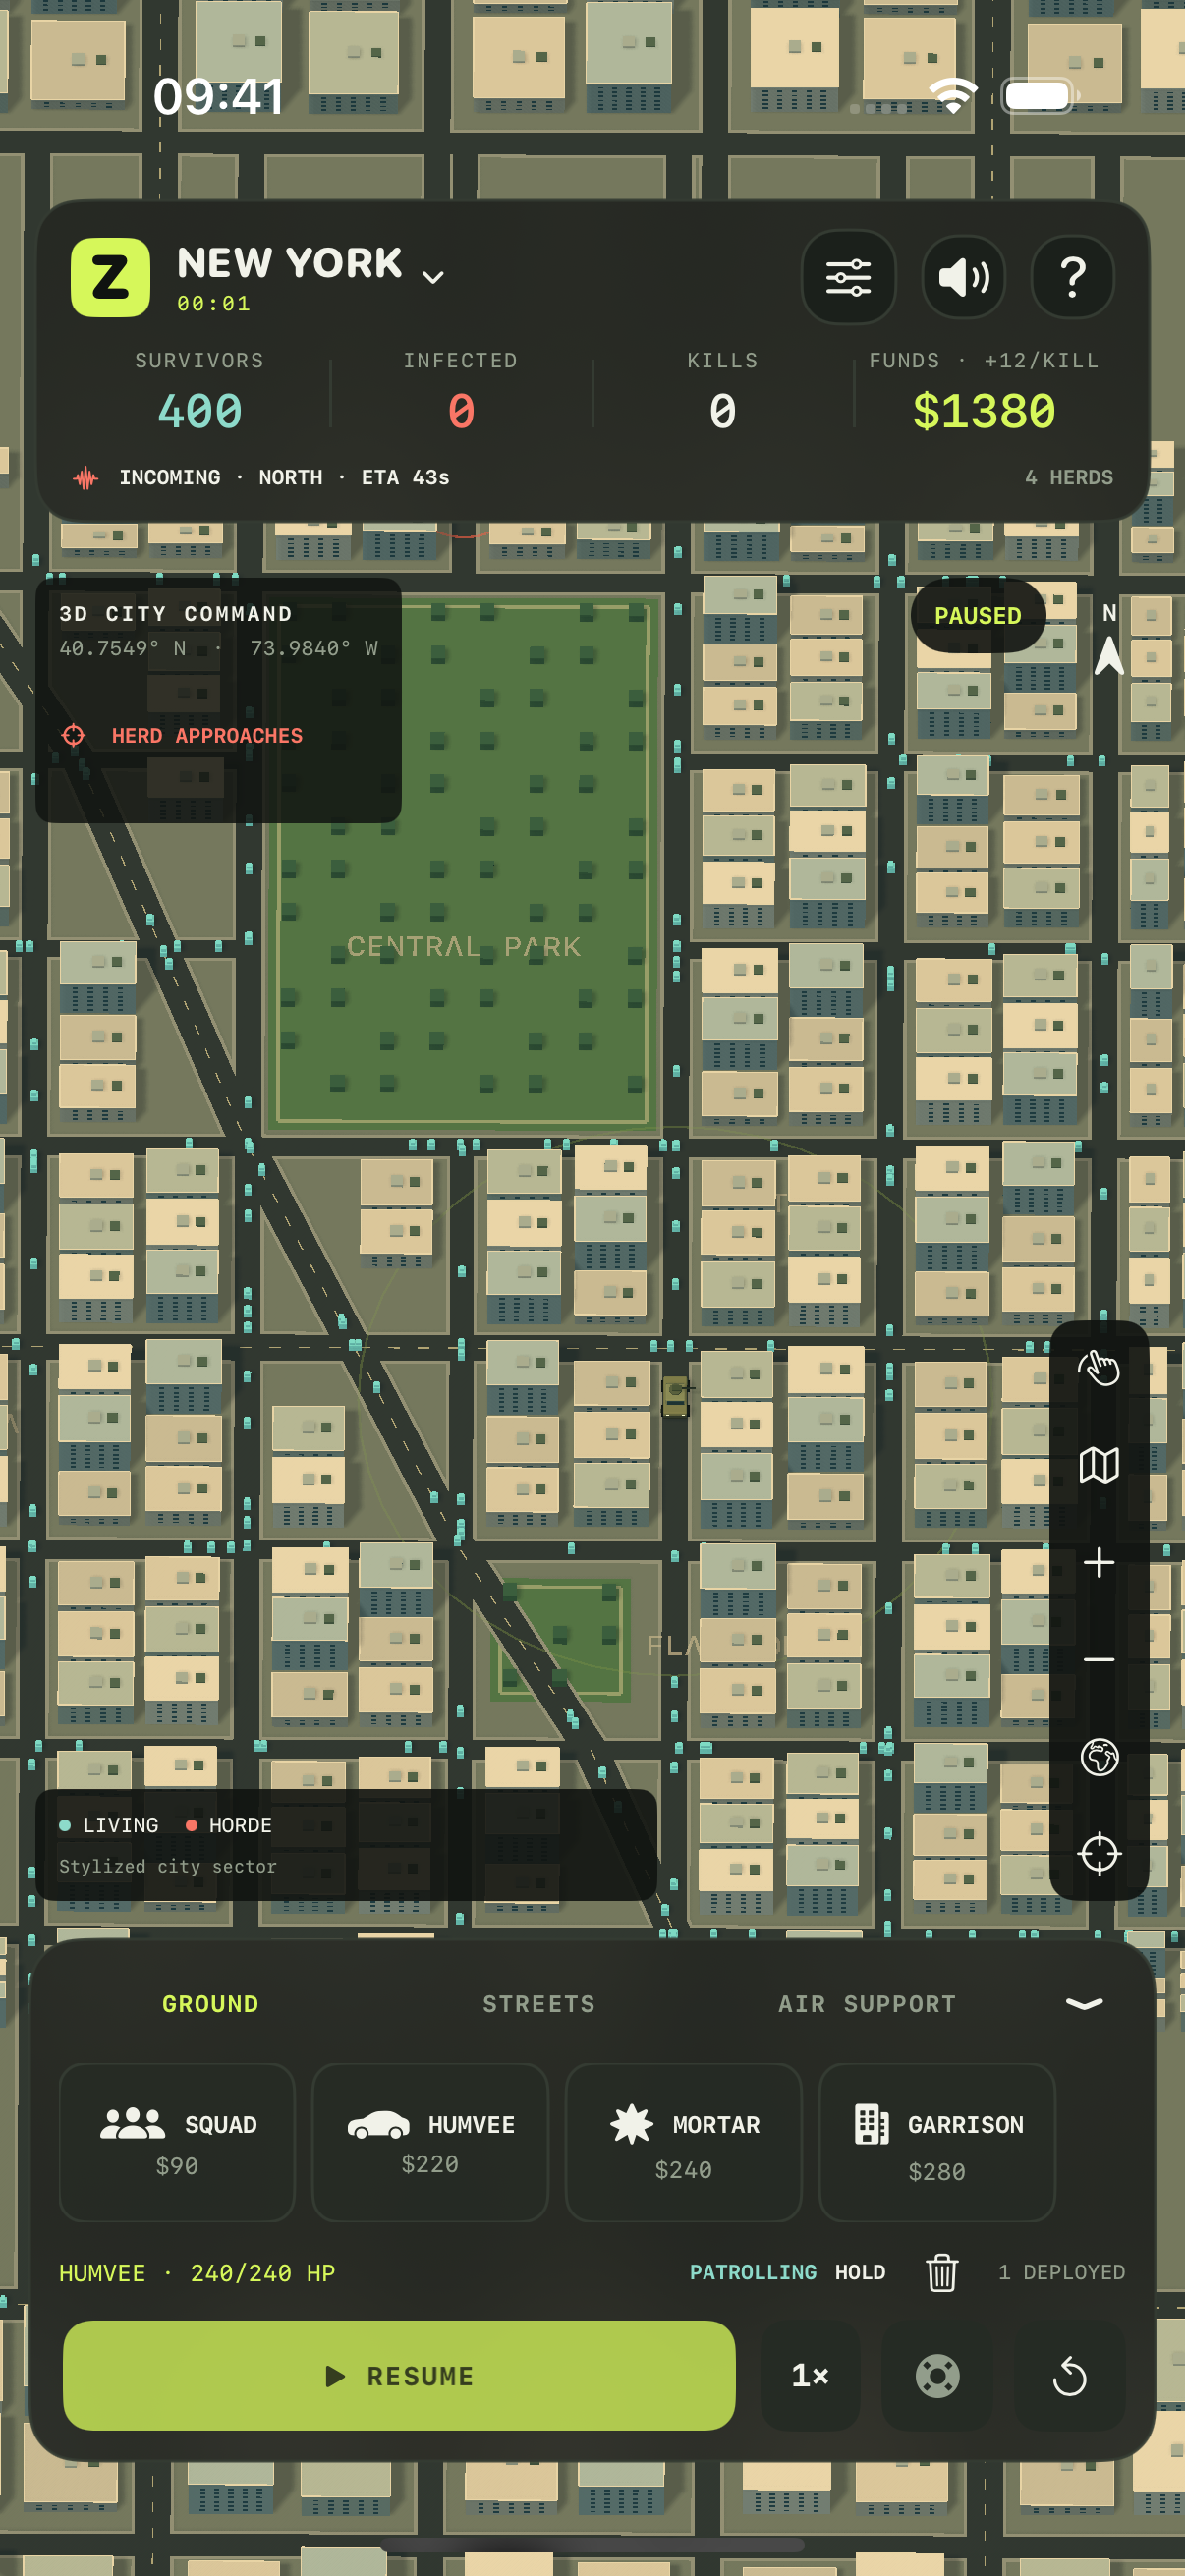 09:41
Z
NEW YORK
00:01
SURVIVORS
INFECTED
KILLS
FUNDS · +12/KILL
400
0
0
$1380
INCOMING · NORTH · ETA 43s
4 HERDS
3D CITY COMMAND
40.7549° N · 73.9840° W
HERD APPROACHES
PAUSED
N
CENTRAL PARK
LIVING
HORDE
Stylized city sector
GROUND
STREETS
AIR SUPPORT
SQUAD
$90
HUMVEE
$220
MORTAR
$240
GARRISON
$280
HUMVEE · 240/240 HP
PATROLLING
HOLD
1 DEPLOYED
RESUME
1×